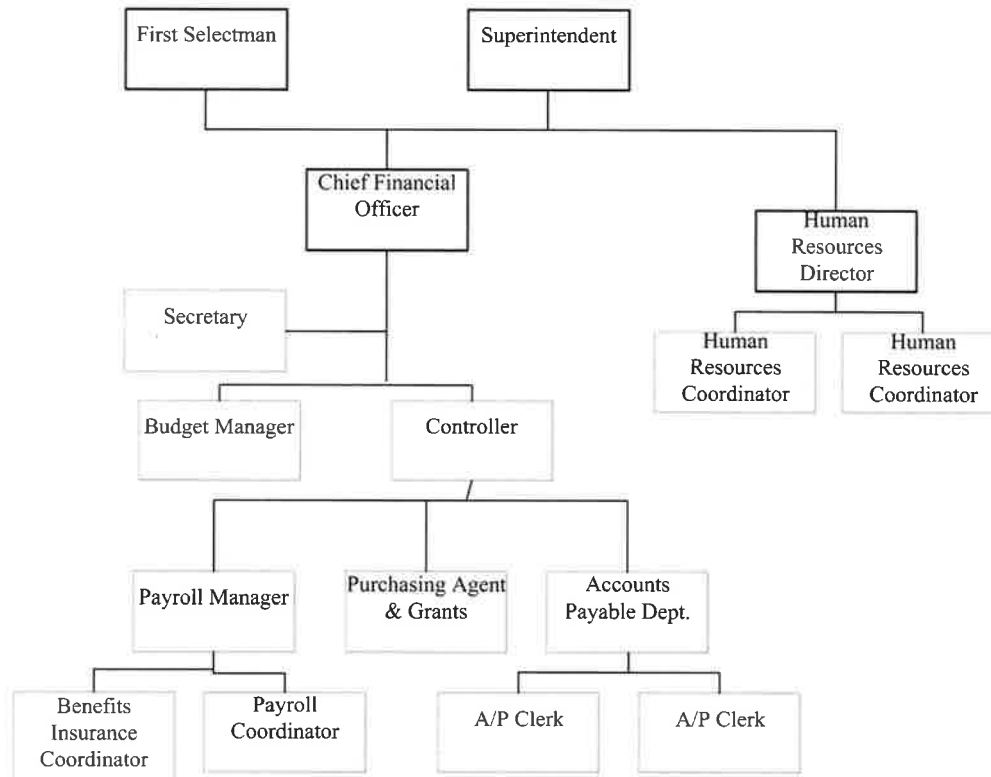 First Selectman
Superintendent
Chief Financial
Officer
Human
Resources
Director
Secretary
Human
Resources
Coordinator
Human
Resources
Coordinator
Budget Manager
Controller
Payroll Manager
Purchasing Agent
& Grants
Accounts
Payable Dept.
Benefits
Insurance
Coordinator
Payroll
Coordinator
A/P Clerk
A/P Clerk